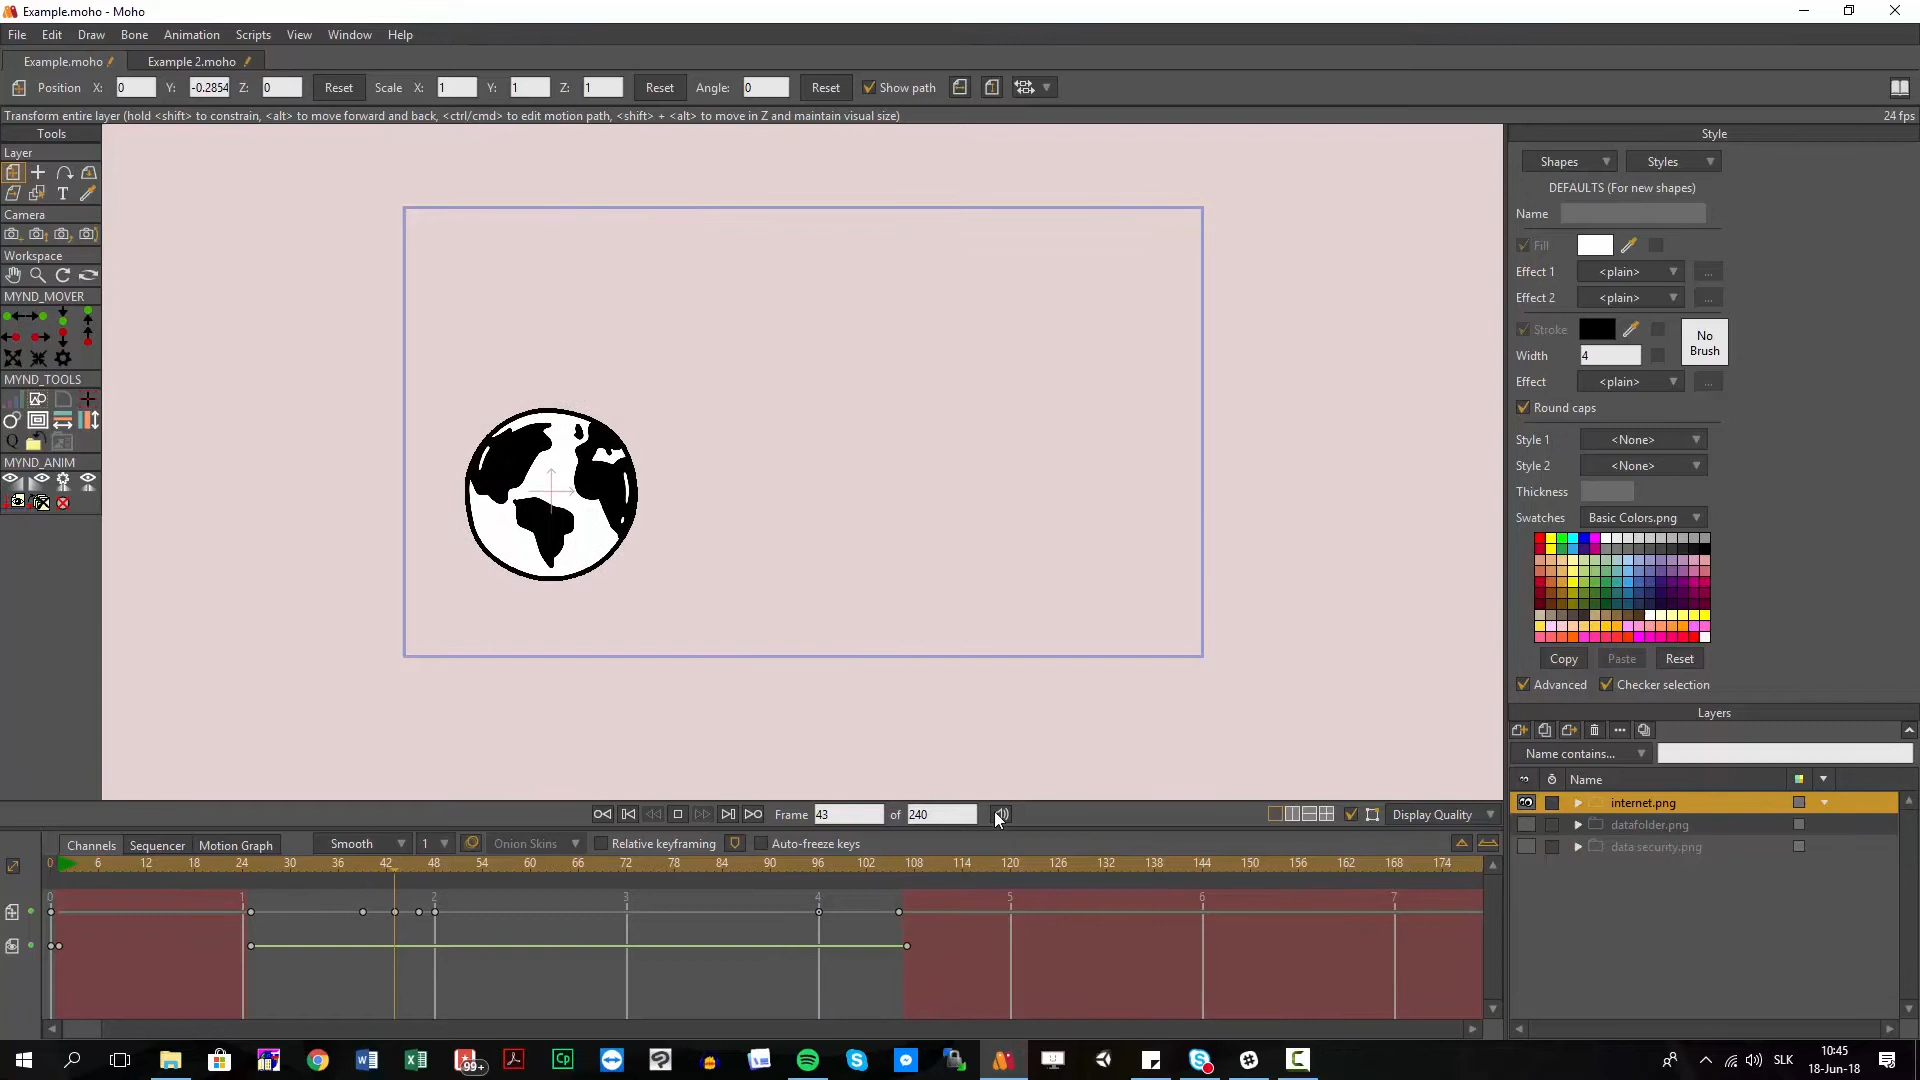 Example.moho - Moho
File Edit Draw Bone Animation Scripts View Window Help
Example.moho Example 2.moho
Position X: 0 Y: -0.2854 Z: 0 Reset Scale X: 1 Y: 1 Z: 1 Reset Angle: 0 Reset Show path
Transform entire layer (hold <shift> to constrain, <alt> to move forward and back, <ctrl/cmd> to edit motion path, <shift> + <alt> to move in Z and maintain visual size) 24 fps
Tools
Layer
T
Camera
Workspace
MYND_MOVER
MYND_TOOLS
Q
MYND_ANIM
Style
Shapes Styles
DEFAULTS (For new shapes)
Name
Fill
Effect 1 <plain> ...
Effect 2 <plain> ...
Stroke
No
Brush
Width 4
Effect <plain> ...
Round caps
Style 1 <None>
Style 2 <None>
Thickness
Swatches Basic Colors.png
Copy Paste Reset
Advanced Checker selection
Layers
Name contains...
Name
internet.png
datafolder.png
data security.png
Frame 43 of 240 Display Quality
Channels Sequencer Motion Graph Smooth 1 Onion Skins Relative keyframing Auto-freeze keys
0 6 12 18 24 30 36 42 48 54 60 66 72 78 84 90 96 102 108 114 120 126 132 138 144 150 156 162 168 174
0 1 2 3 4 5 6 7
99+
Cp
SLK
10:45
18-Jun-18